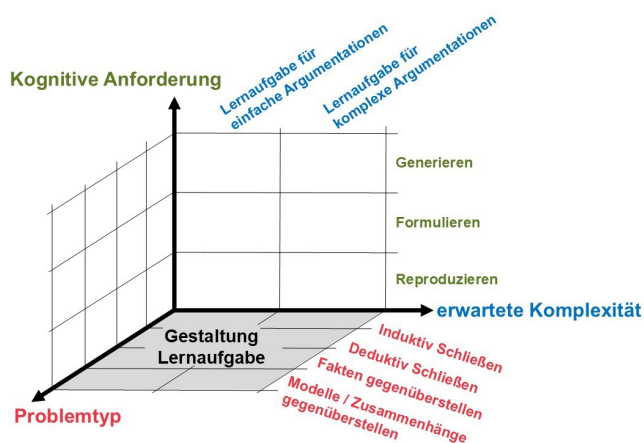 Lernaufgabe für
einfache Argumentationen
Lernaufgabe für
komplexe Argumentationen
Kognitive Anforderung
Generieren
Formulieren
Reproduzieren
erwartete Komplexität
Gestaltung
Lernaufgabe
Induktiv Schließen
Deduktiv Schließen
Fakten gegenüberstellen
Modelle / Zusammenhänge
gegenüberstellen
Problemtyp